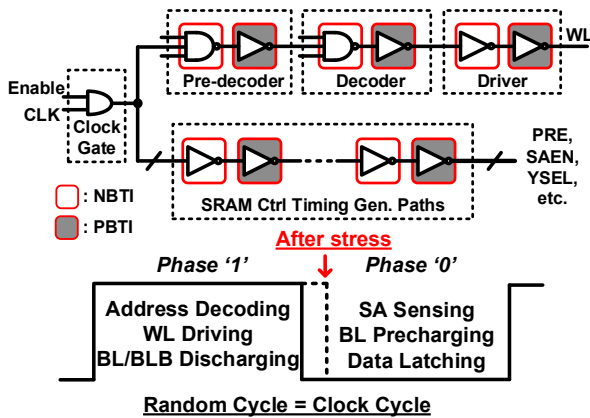 WL
Pre-decoder
Decoder
Driver
Enable
CLK
Clock
Gate
PRE,
SAEN,
YSEL,
etc.
: NBTI
: PBTI
SRAM Ctrl Timing Gen. Paths
After stress
Phase ‘1’
Phase ‘0’
Address Decoding
WL Driving
BL/BLB Discharging
SA Sensing
BL Precharging
Data Latching
Random Cycle = Clock Cycle